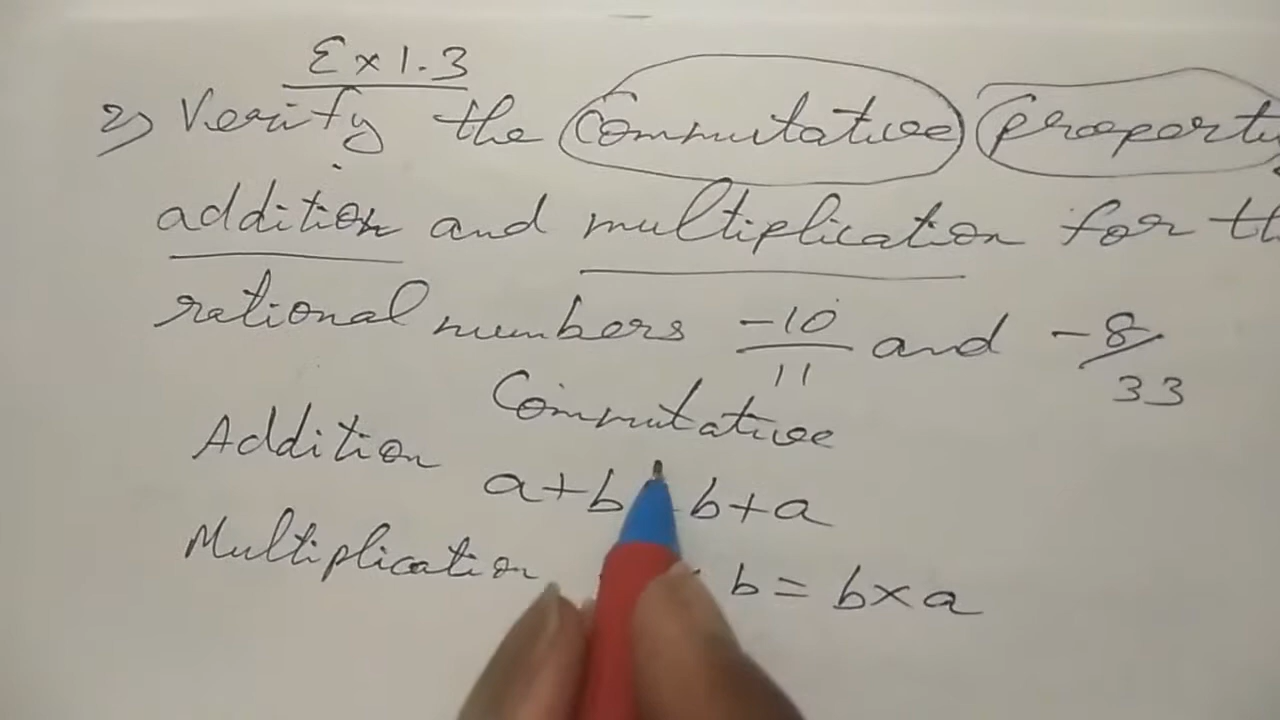 Ex 1.3
2) Verify the Commutative property
addition and multiplication for th
rational numbers -10/11 and -8/33
Commutative
Addition a+b b+a
Multiplication b = b×a